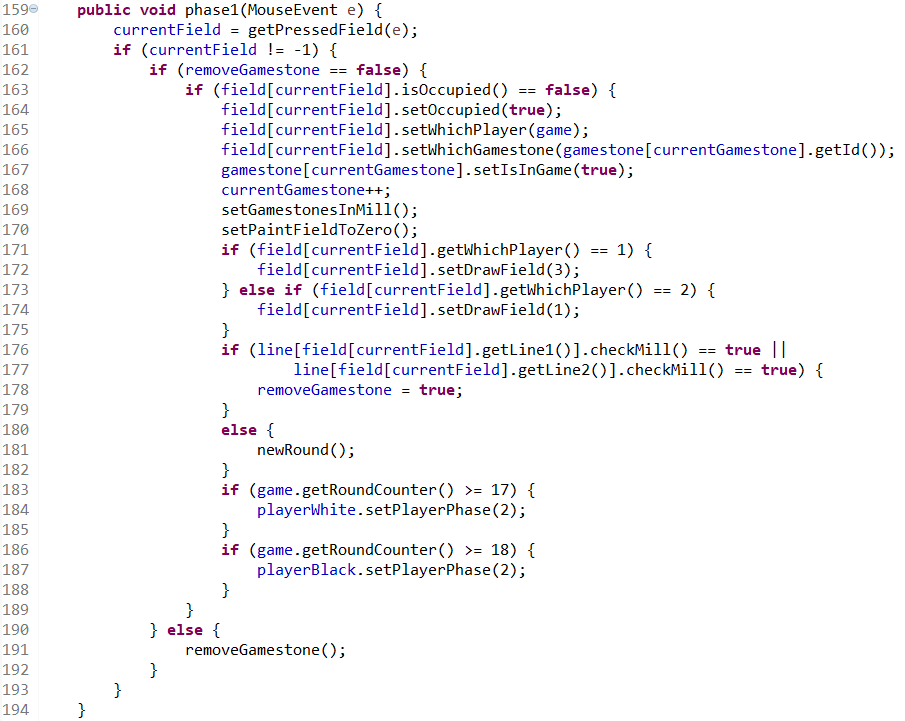 159 public void phase1(MouseEvent e) {
160 currentField = getPressedField(e);
161 if (currentField != -1) {
162 if (removeGamestone == false) {
163 if (field[currentField].isOccupied() == false) {
164 field[currentField].setOccupied(true);
165 field[currentField].setWhichPlayer(game);
166 field[currentField].setWhichGamestone(gamestone[currentGamestone].getId());
167 gamestone[currentGamestone].setIsInGame(true);
168 currentGamestone++;
169 setGamestonesInMill();
170 setPaintFieldToZero();
171 if (field[currentField].getWhichPlayer() == 1) {
172 field[currentField].setDrawField(3);
173 } else if (field[currentField].getWhichPlayer() == 2) {
174 field[currentField].setDrawField(1);
175 }
176 if (line[field[currentField].getLine1()].checkMill() == true ||
177 line[field[currentField].getLine2()].checkMill() == true) {
178 removeGamestone = true;
179 }
180 else {
181 newRound();
182 }
183 if (game.getRoundCounter() >= 17) {
184 playerWhite.setPlayerPhase(2);
185 }
186 if (game.getRoundCounter() >= 18) {
187 playerBlack.setPlayerPhase(2);
188 }
189 }
190 } else {
191 removeGamestone();
192 }
193 }
194 }